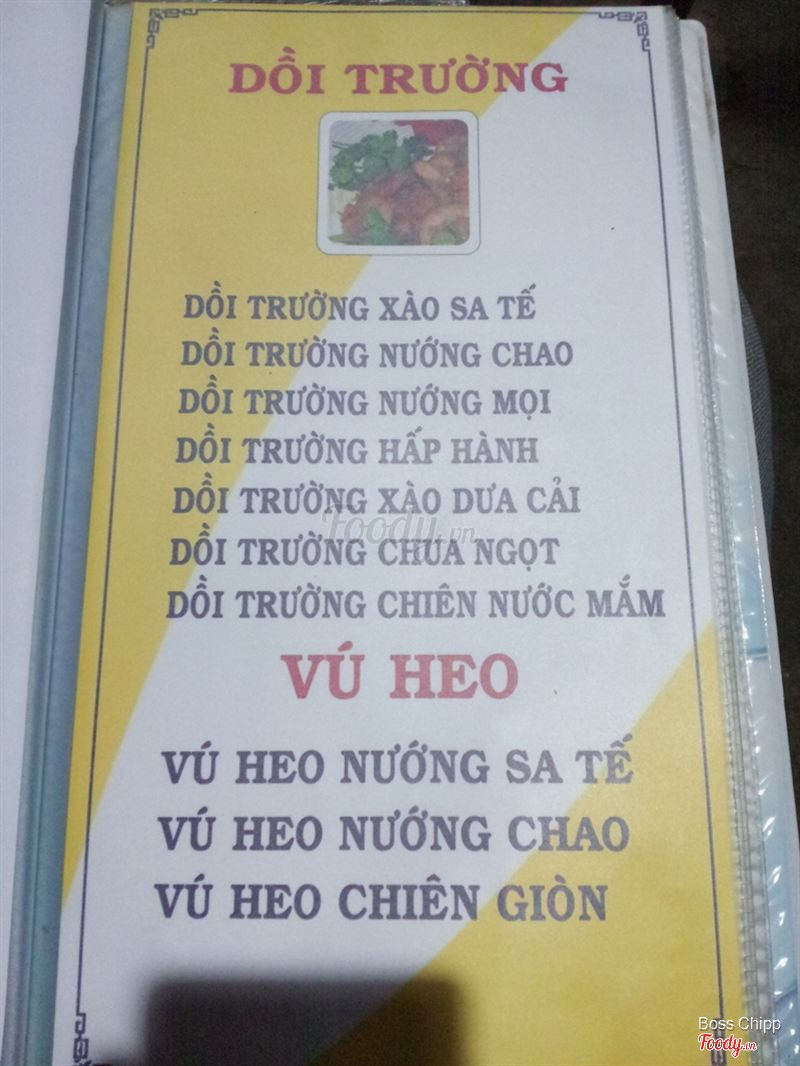 DỒI TRƯỜNG
DỒI TRƯỜNG XÀO SA TẾ
DỒI TRƯỜNG NƯỚNG CHAO
DỒI TRƯỜNG NƯỚNG MỌI
DỒI TRƯỜNG HẤP HÀNH
DỒI TRƯỜNG XÀO DƯA CẢI
Foody.vn
DỒI TRƯỜNG CHUA NGỌT
DỒI TRƯỜNG CHIÊN NƯỚC MẮM
VÚ HEO
VÚ HEO NƯỚNG SA TẾ
VÚ HEO NƯỚNG CHAO
VÚ HEO CHIÊN GIÒN
Boss Chipp
Foody.vn